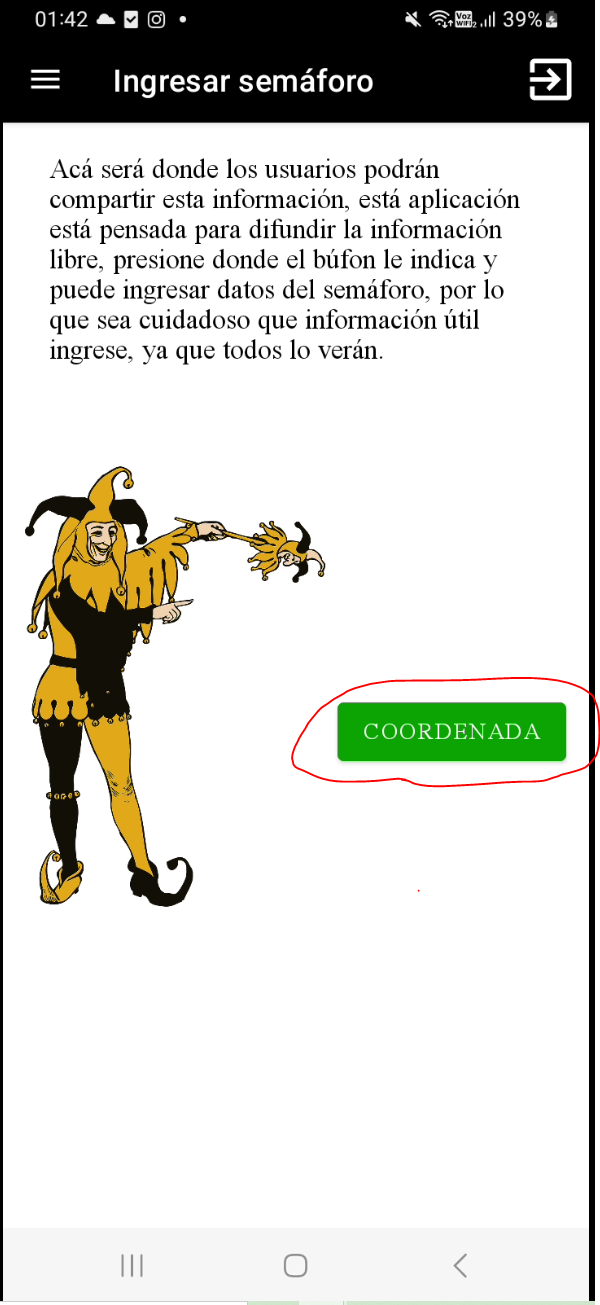 01:42 39%
Ingresar semáforo
Acá será donde los usuarios podrán
compartir esta información, está aplicación
está pensada para difundir la información
libre, presione donde el búfon le indica y
puede ingresar datos del semáforo, por lo
que sea cuidadoso que información útil
ingrese, ya que todos lo verán.
COORDENADA